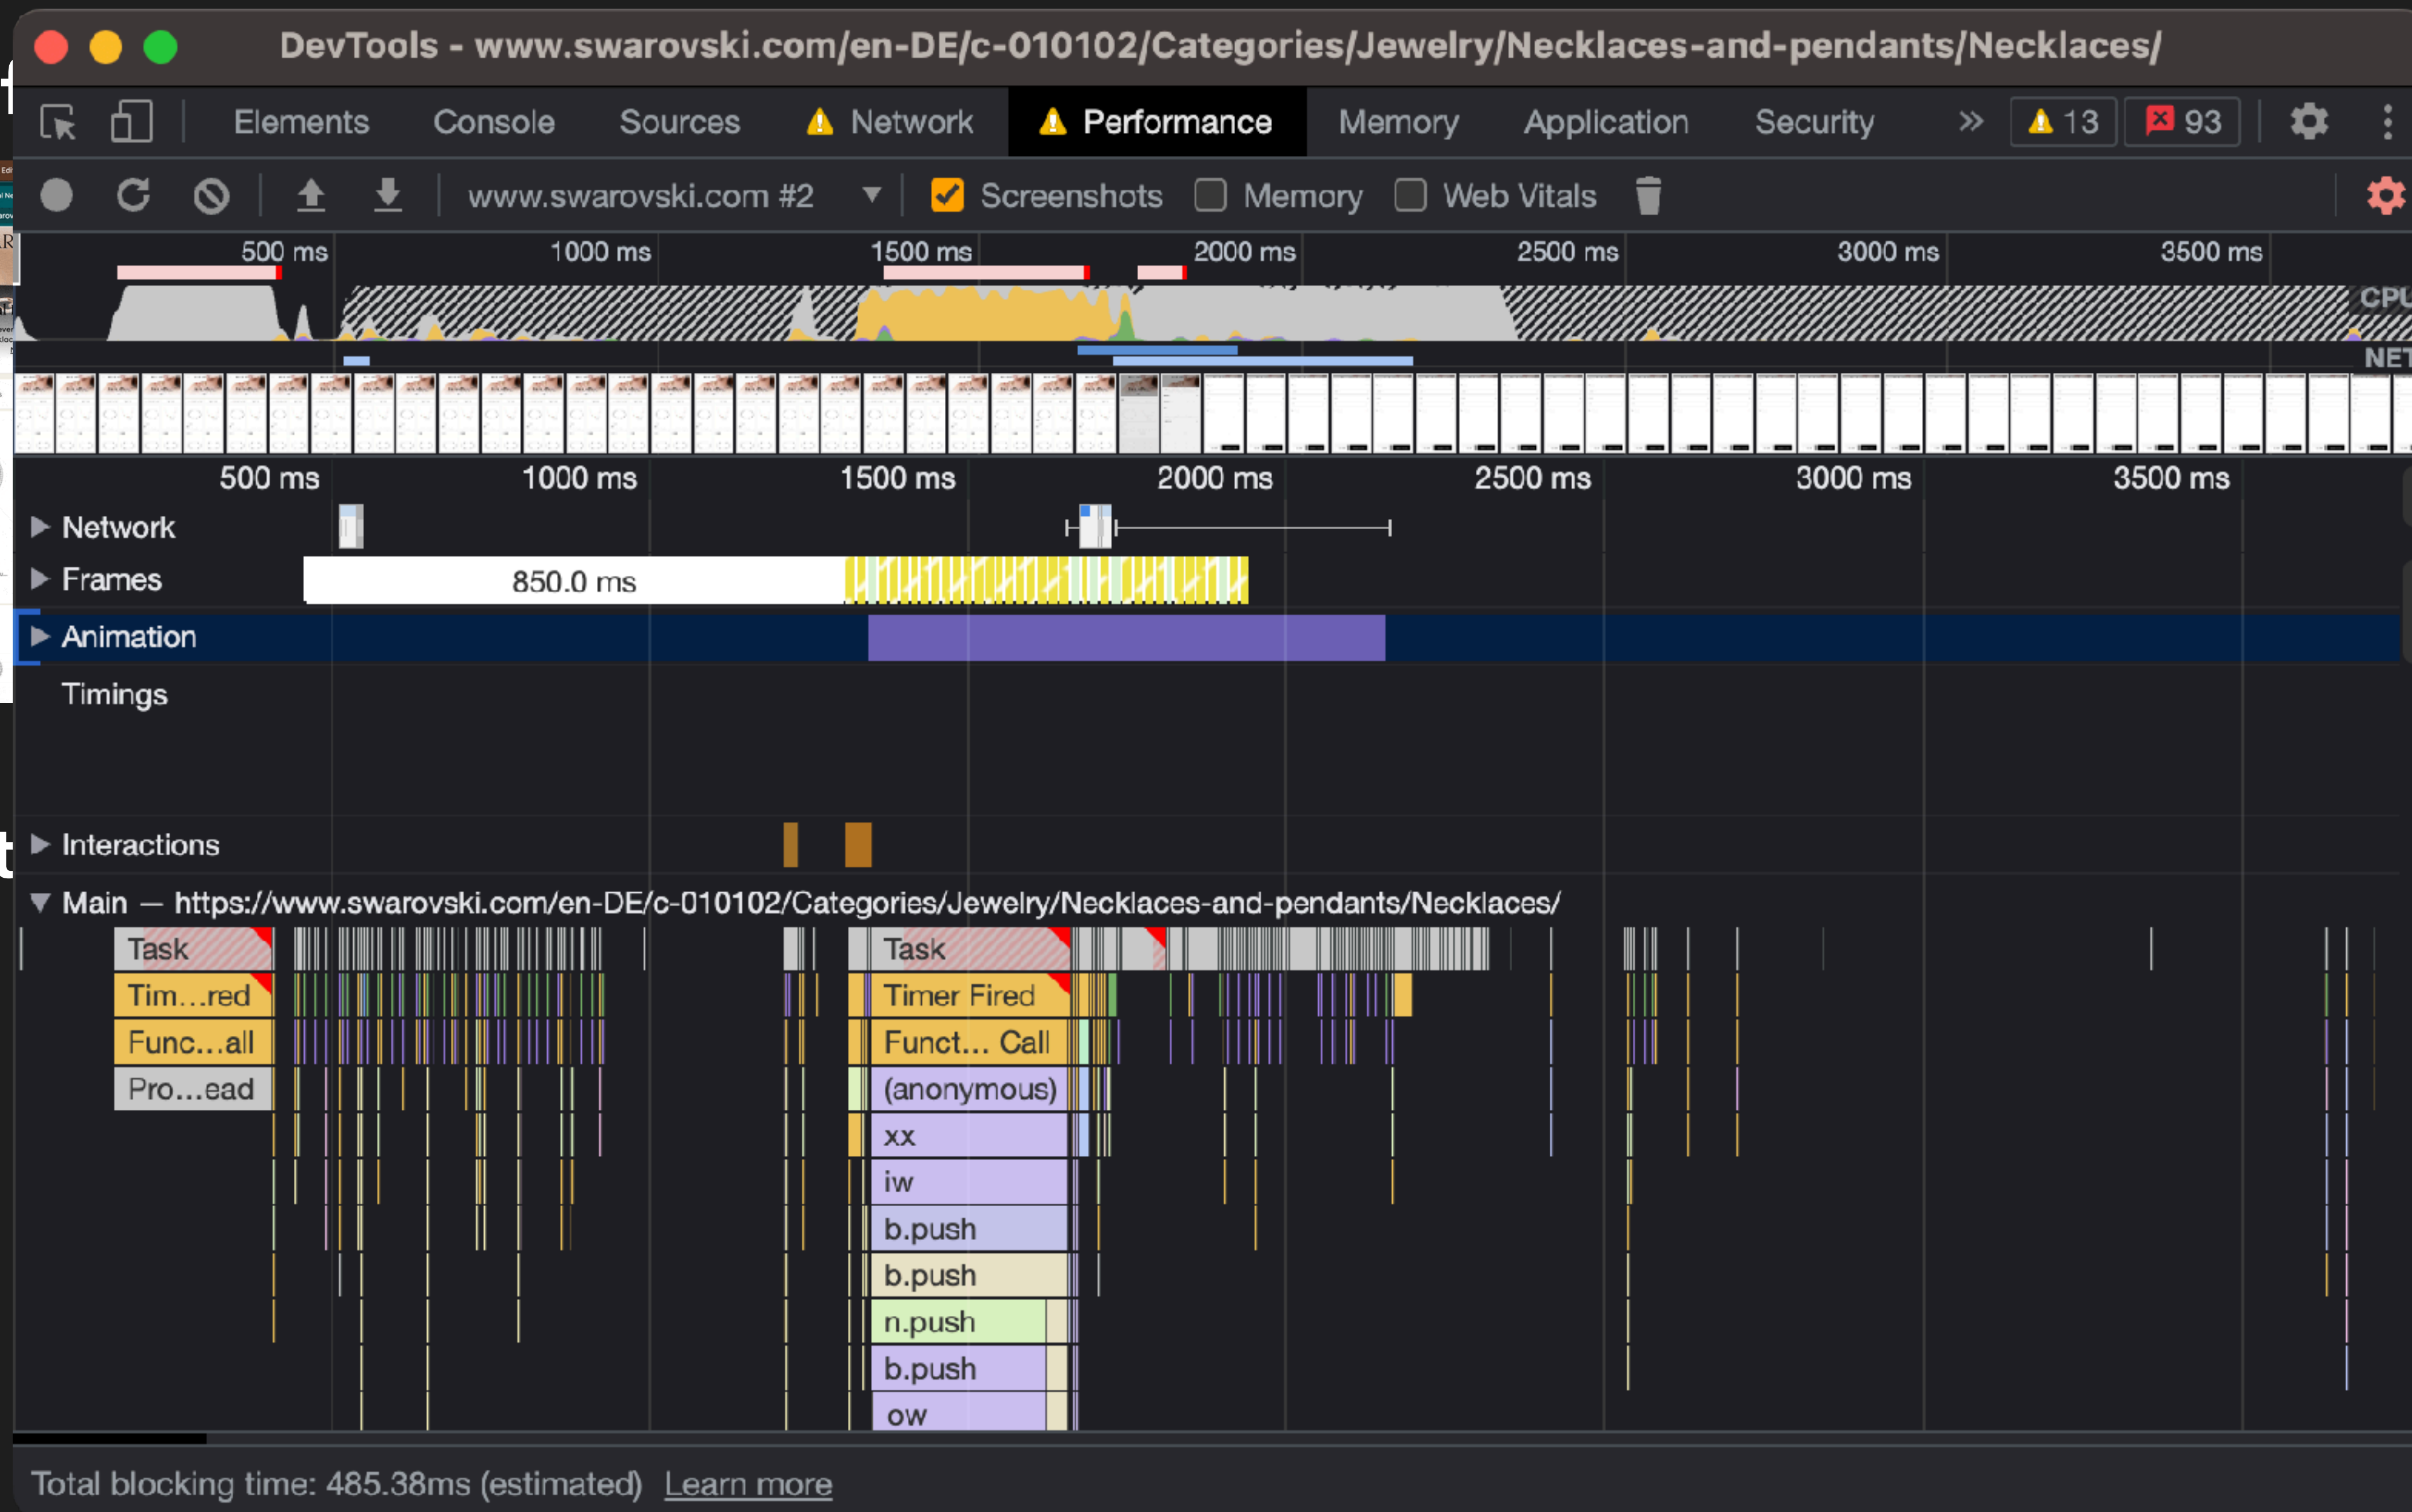 DevTools - www.swarovski.com/en-DE/c-010102/Categories/Jewelry/Necklaces-and-pendants/Necklaces/
Elements Console Sources Network Performance Memory Application Security » 13 93
www.swarovski.com #2 Screenshots Memory Web Vitals
500 ms 1000 ms 1500 ms 2000 ms 2500 ms 3000 ms 3500 ms
CPU
NET
500 ms 1000 ms 1500 ms 2000 ms 2500 ms 3000 ms 3500 ms
Network
Frames 850.0 ms
Animation
Timings
Interactions
Main — https://www.swarovski.com/en-DE/c-010102/Categories/Jewelry/Necklaces-and-pendants/Necklaces/
Task Task
Tim…red Timer Fired
Func…all Funct… Call
Pro…ead (anonymous)
xx
iw
b.push
b.push
n.push
b.push
ow
Total blocking time: 485.38ms (estimated) Learn more